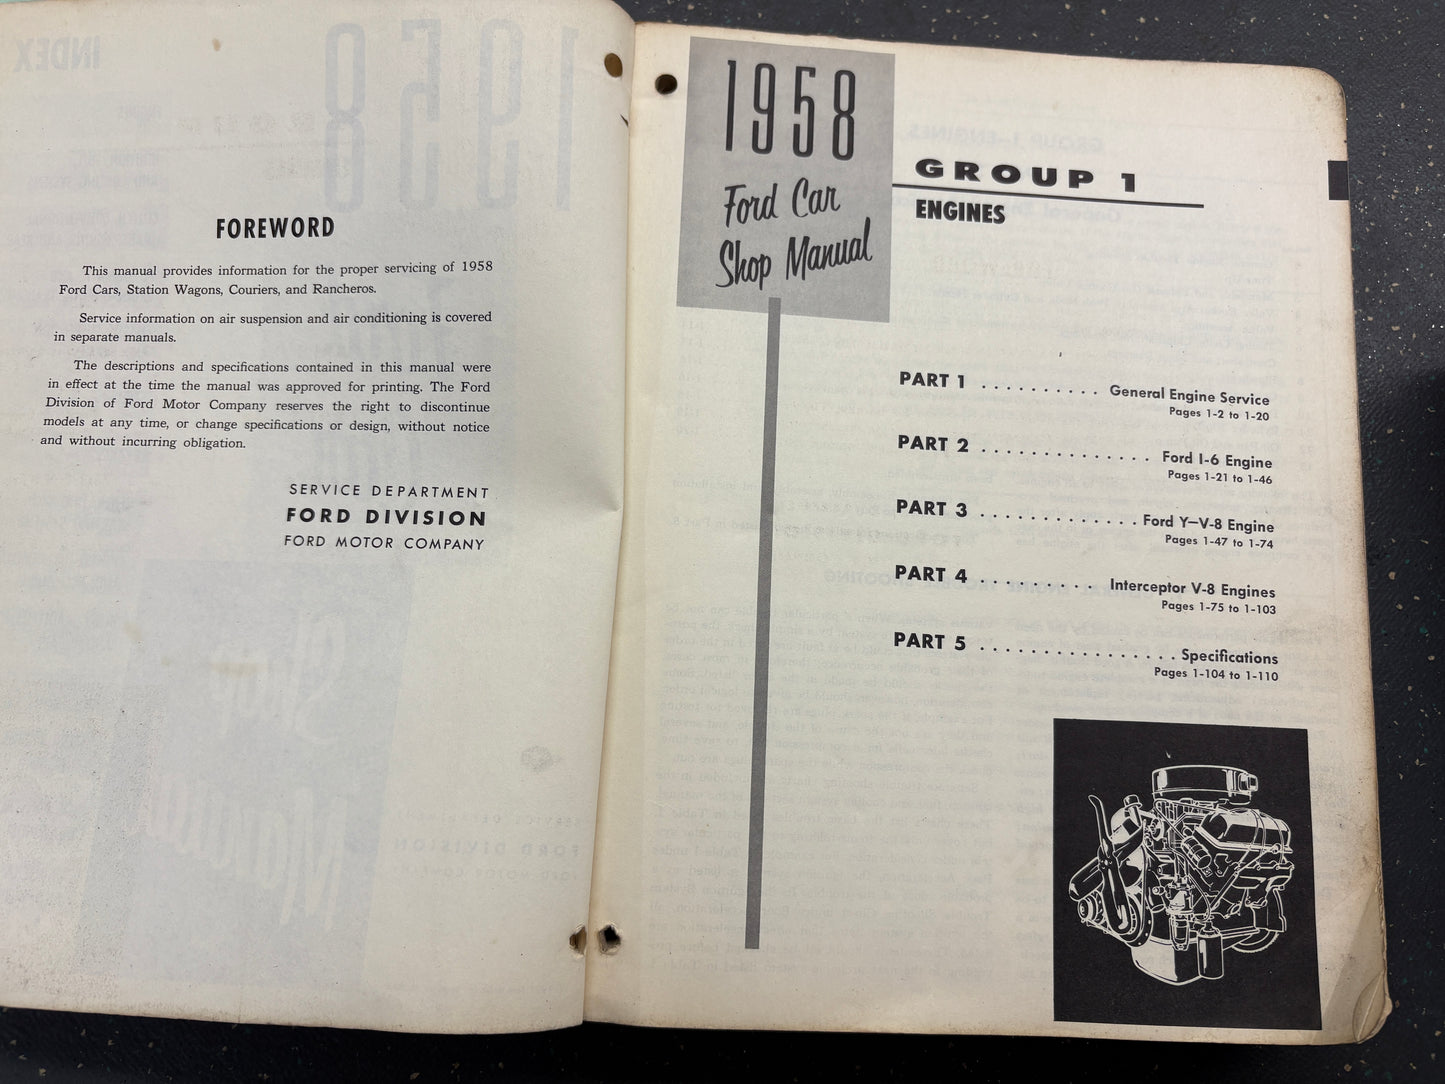 FOREWORD
This manual provides information for the proper servicing of 1958
Ford Cars, Station Wagons, Couriers, and Rancheros.
Service information on air suspension and air conditioning is covered
in separate manuals.
The descriptions and specifications contained in this manual were
in effect at the time the manual was approved for printing. The Ford
Division of Ford Motor Company reserves the right to discontinue
models at any time, or change specifications or design, without notice
and without incurring obligation.
SERVICE DEPARTMENT
FORD DIVISION
FORD MOTOR COMPANY
1958
Ford Car
Shop Manual
GROUP 1
ENGINES
PART 1 . . . . . . . . . . General Engine Service
Pages 1-2 to 1-20
PART 2 . . . . . . . . . . . . . . Ford I-6 Engine
Pages 1-21 to 1-46
PART 3 . . . . . . . . . . . . . Ford Y–V-8 Engine
Pages 1-47 to 1-74
PART 4 . . . . . . . . . . Interceptor V-8 Engines
Pages 1-75 to 1-103
PART 5 . . . . . . . . . . . . . . . . Specifications
Pages 1-104 to 1-110